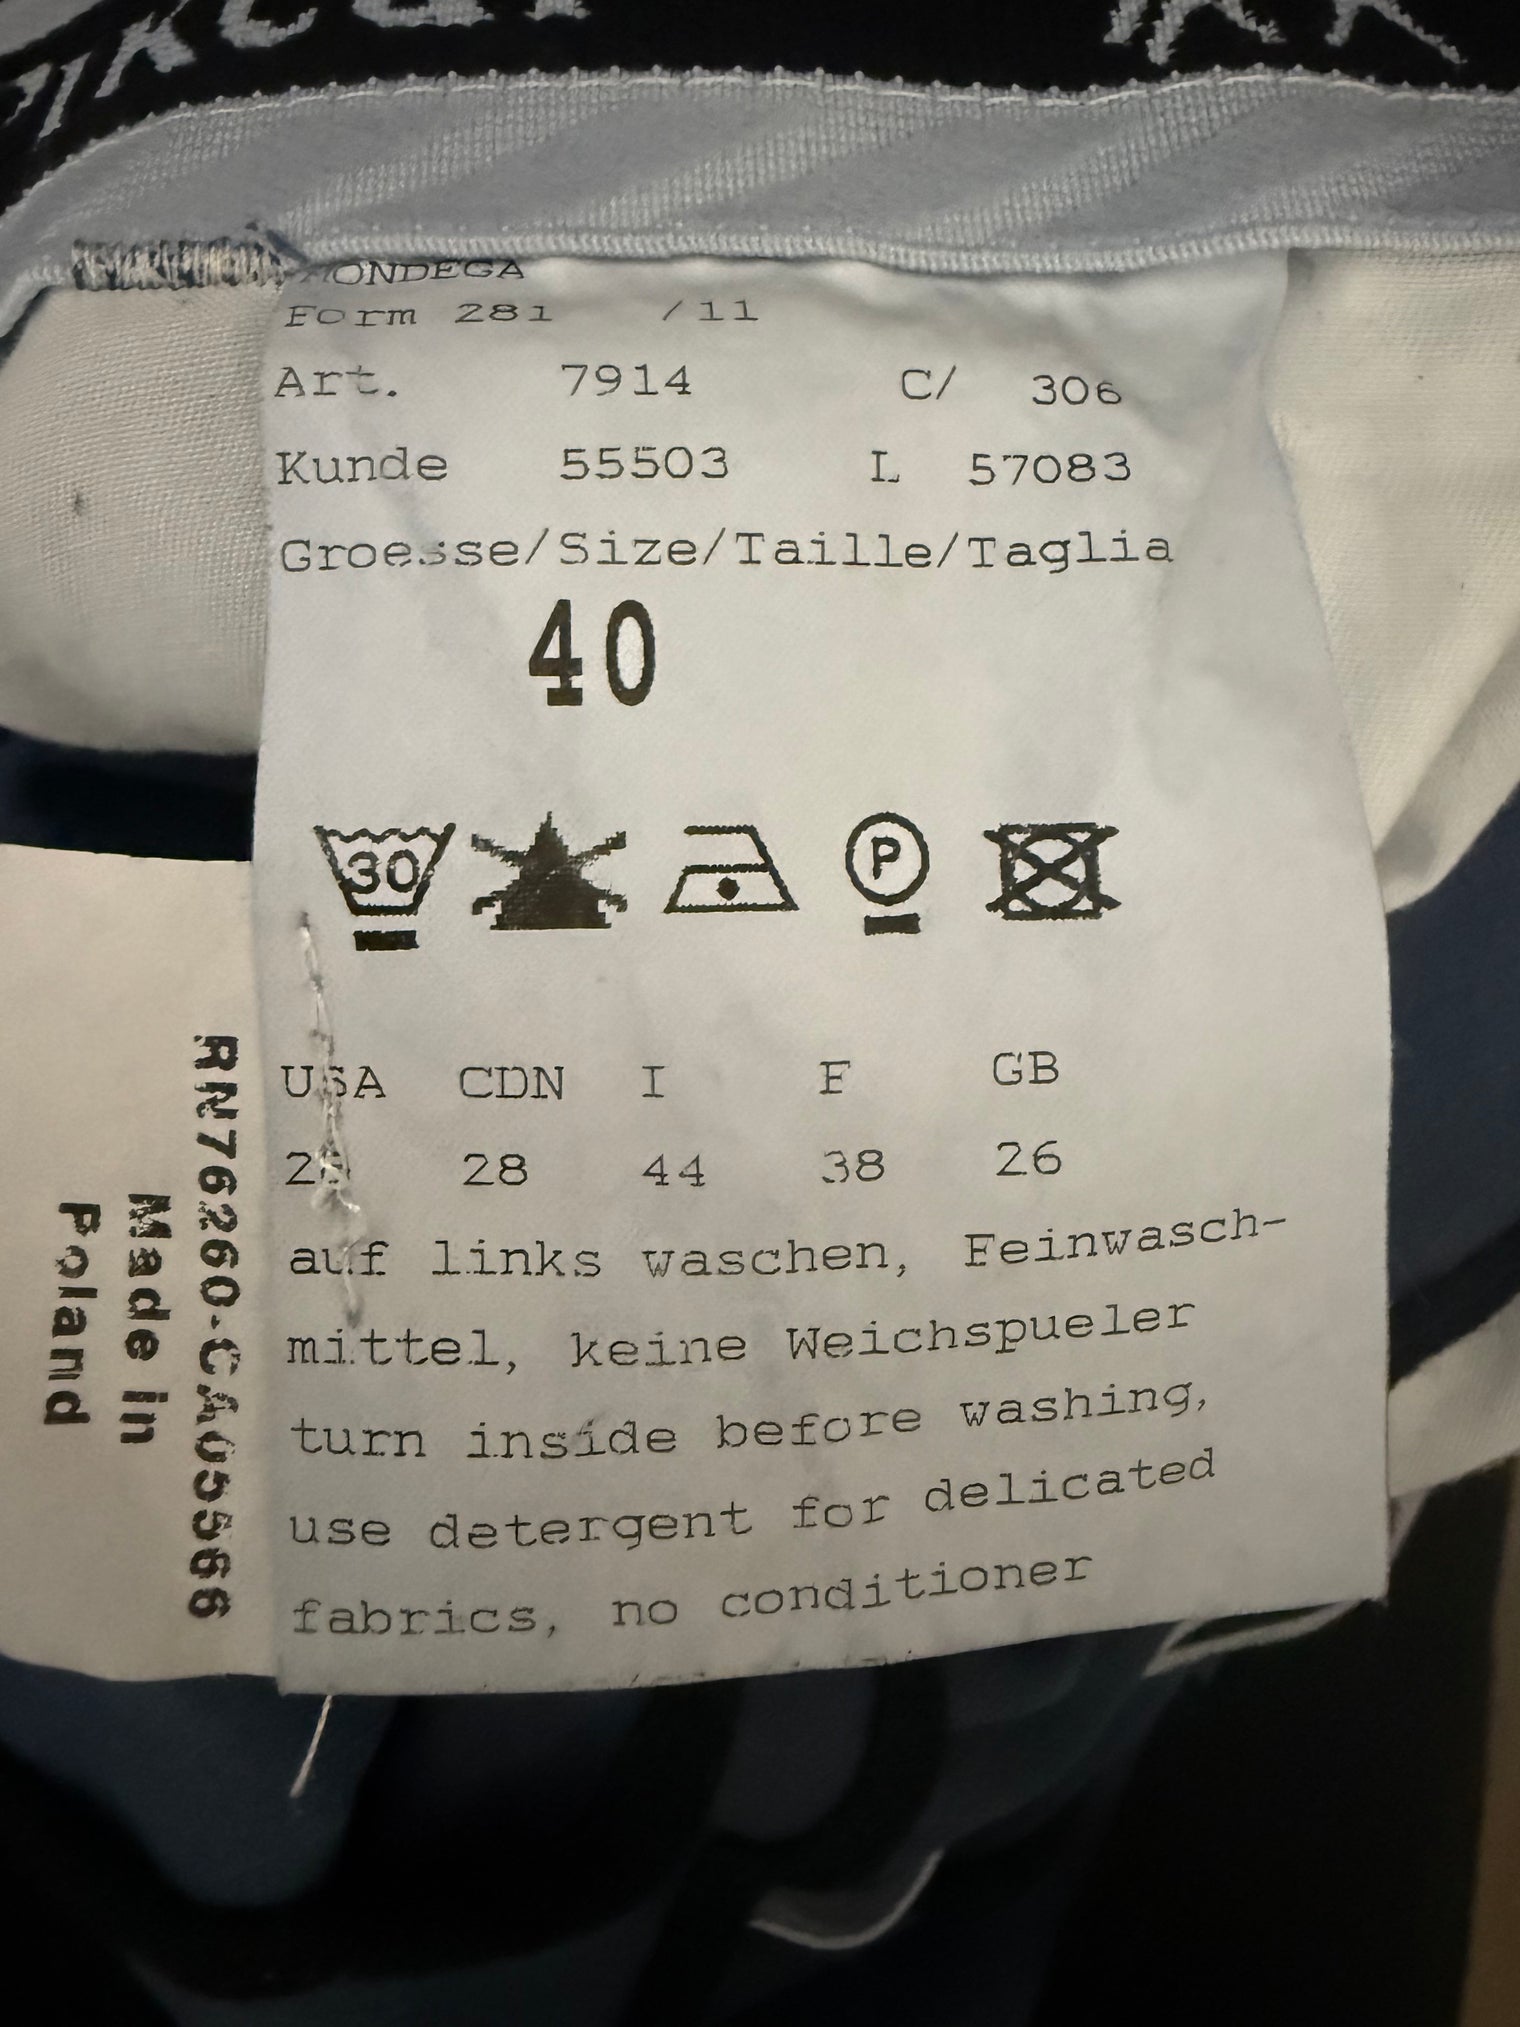 Form 281 /11
Art. 7914 C/ 306
Kunde 55503 L 57083
Groesse/Size/Taille/Taglia
40
30 P
USA CDN I F GB
28 44 38 26
auf links waschen, Feinwasch-
mittel, keine Weichspueler
turn inside before washing,
use detergent for delicated
fabrics, no conditioner
RN76260-CA05566
Made in
Poland